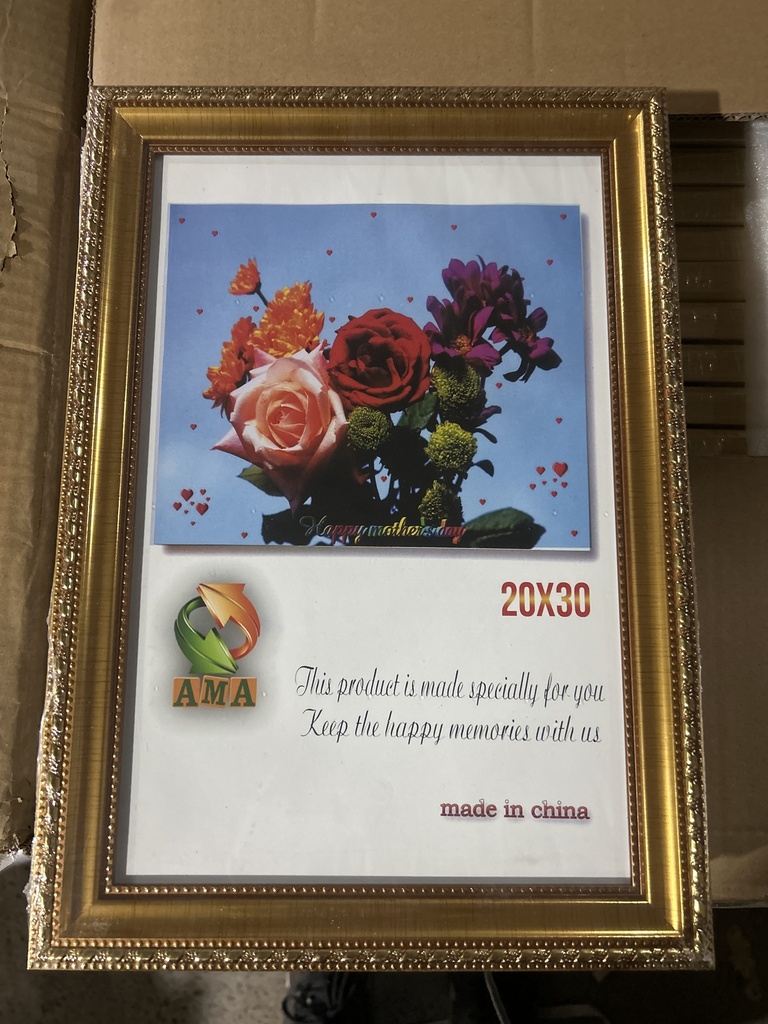 Happy mother's day
20X30
AMA
This product is made specially for you
Keep the happy memories with us
made in china